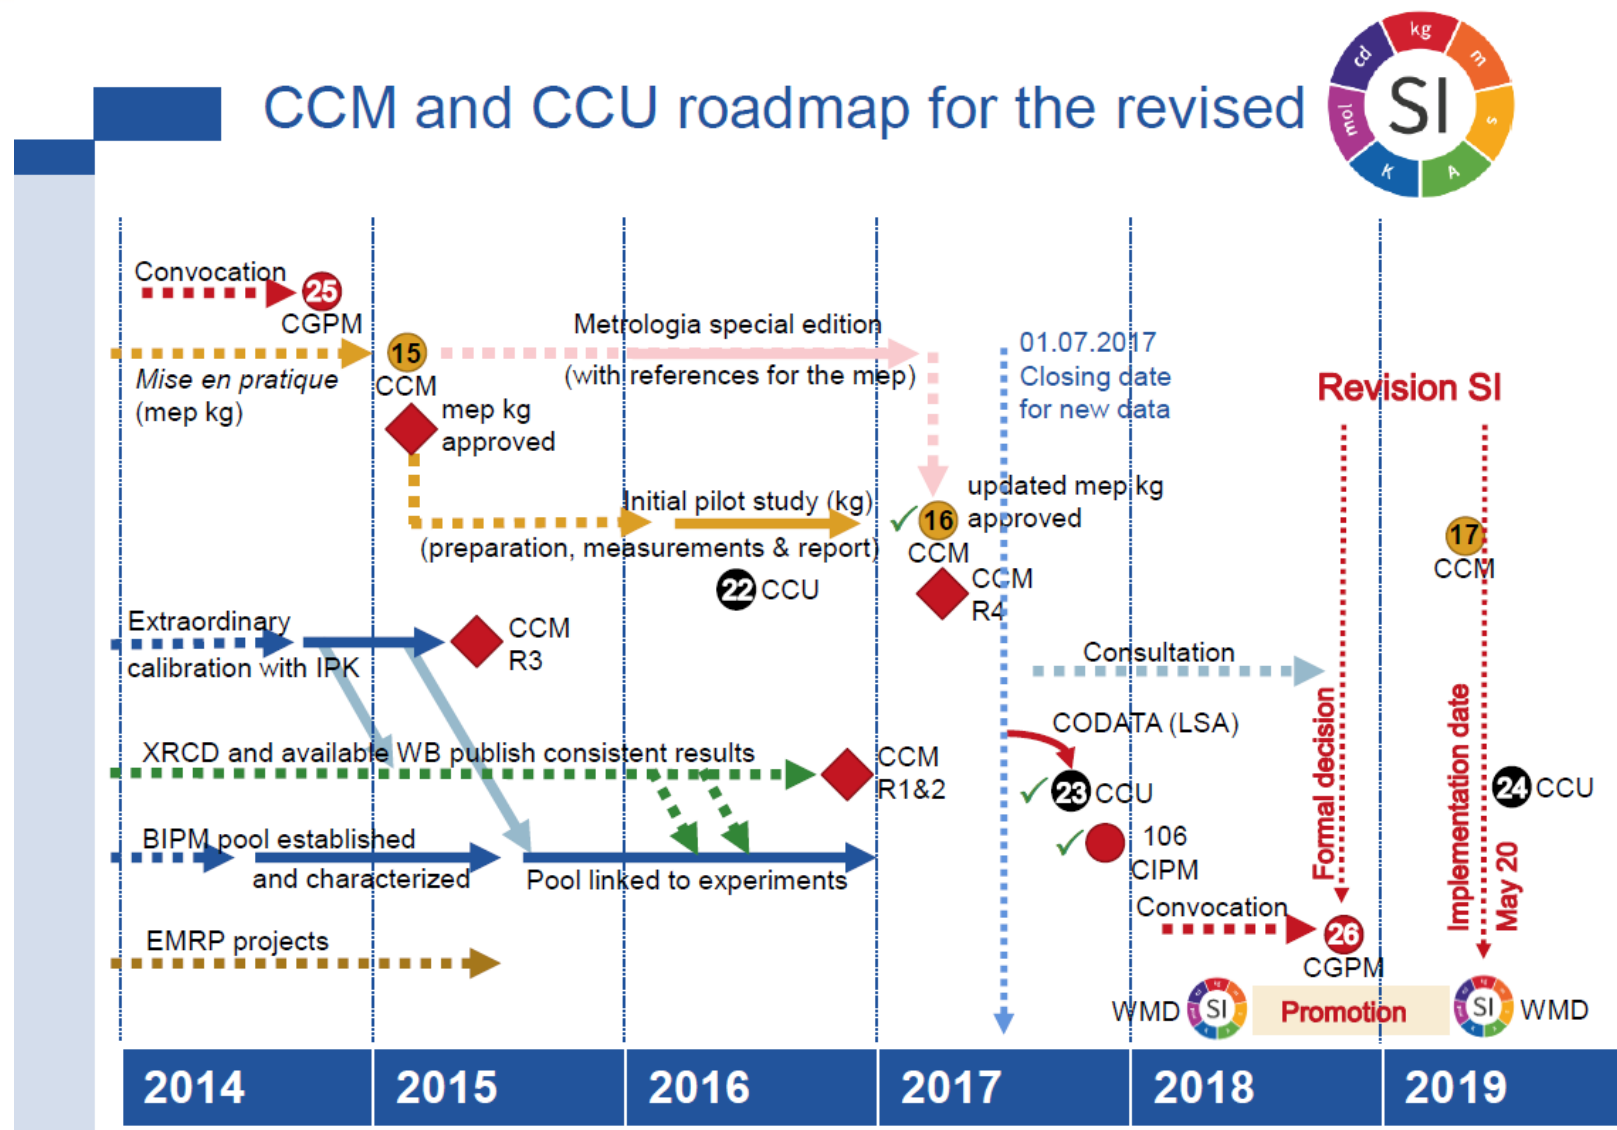 CCM and CCU roadmap for the revised
SI
kg
m
s
A
K
mol
cd
Convocation
25
CGPM
Mise en pratique
(mep kg)
15
CCM
mep kg
approved
Metrologia special edition
(with references for the mep)
01.07.2017
Closing date
for new data
Revision SI
Initial pilot study (kg)
(preparation, measurements & report)
updated mep kg
approved
16
CCM
CCM
R4
17
CCM
22 CCU
Extraordinary
calibration with IPK
CCM
R3
Consultation
XRCD and available WB publish consistent results
CCM
R1&2
CODATA (LSA)
23 CCU
106
CIPM
Formal decision
Implementation date
May 20
24 CCU
BIPM pool established
and characterized
Pool linked to experiments
Convocation
26
CGPM
EMRP projects
WMD
SI
Promotion
SI
WMD
2014
2015
2016
2017
2018
2019